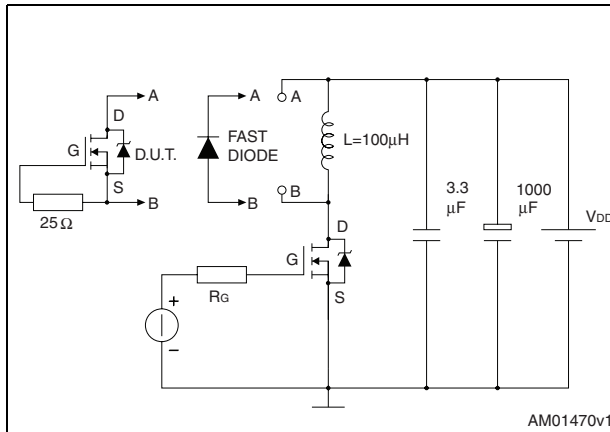 A
D
G
D.U.T.
S
B
25 Ω
A
FAST
DIODE
B
A
L=100µH
B
D
G
S
RG
+
–
3.3
µF
1000
µF
VDD
AM01470v1